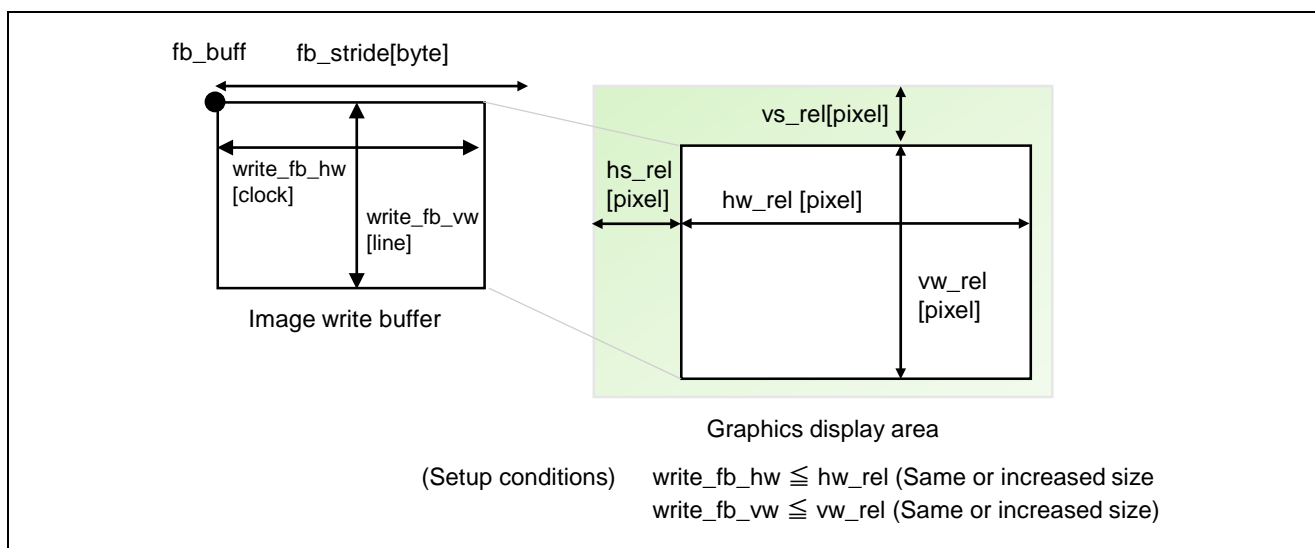 fb_buff
fb_stride[byte]
write_fb_hw
[clock]
write_fb_vw
[line]
Image write buffer
vs_rel[pixel]
hs_rel
[pixel]
hw_rel [pixel]
vw_rel
[pixel]
Graphics display area
(Setup conditions) write_fb_hw ≦ hw_rel (Same or increased size
write_fb_vw ≦ vw_rel (Same or increased size)